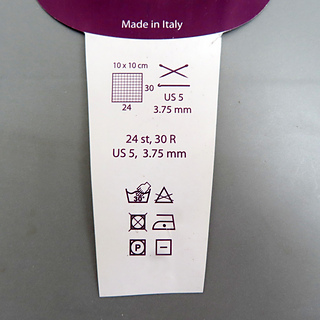 Made in Italy
10 x 10 cm
30
24
US 5
3.75 mm
24 st, 30 R
US 5, 3.75 mm
30°
P